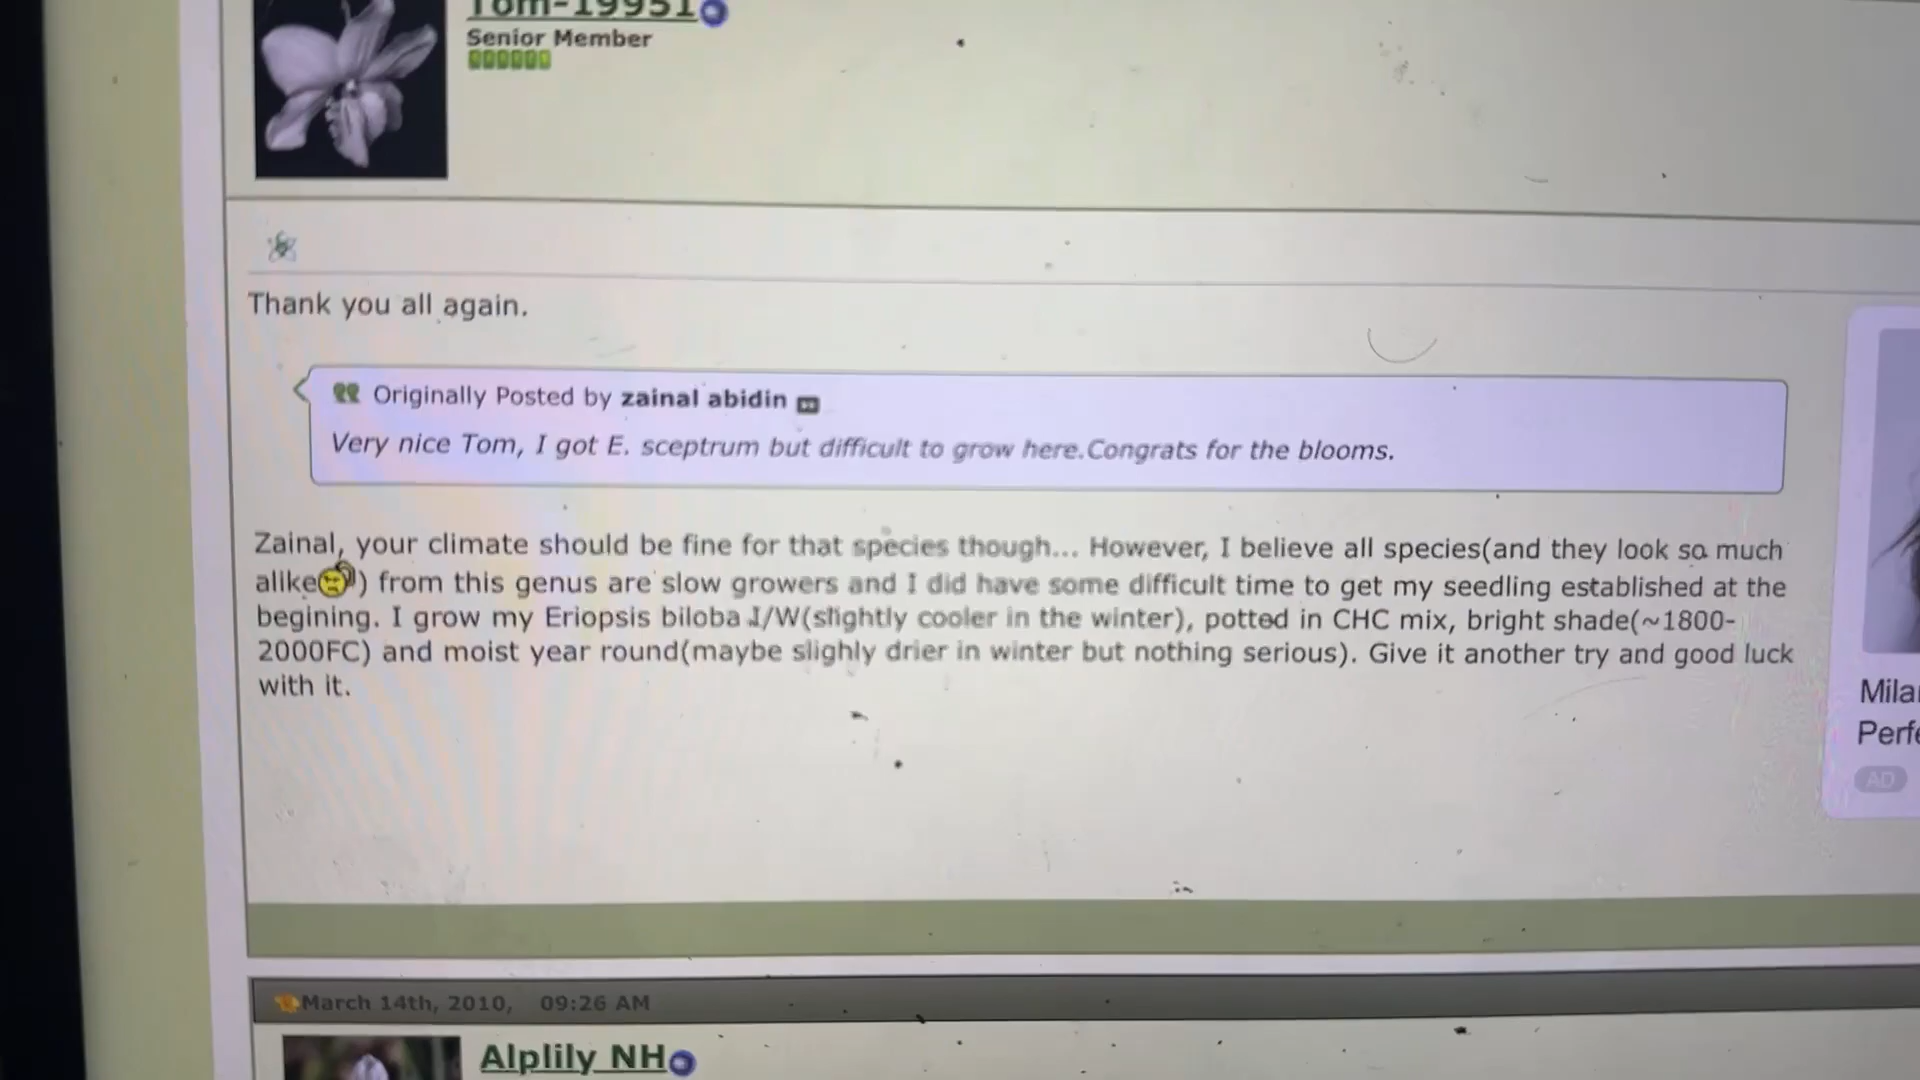 Tom-19951
Senior Member
Thank you all again.
Originally Posted by zainal abidin
Very nice Tom, I got E. sceptrum but difficult to grow here.Congrats for the blooms.
Zainal, your climate should be fine for that species though... However, I believe all species(and they look so much
alike) from this genus are slow growers and I did have some difficult time to get my seedling established at the
begining. I grow my Eriopsis biloba I/W(slightly cooler in the winter), potted in CHC mix, bright shade(~1800-
2000FC) and moist year round(maybe slighly drier in winter but nothing serious). Give it another try and good luck
with it.
Mila
Perfe
AD
March 14th, 2010, 09:26 AM
Alplily NH